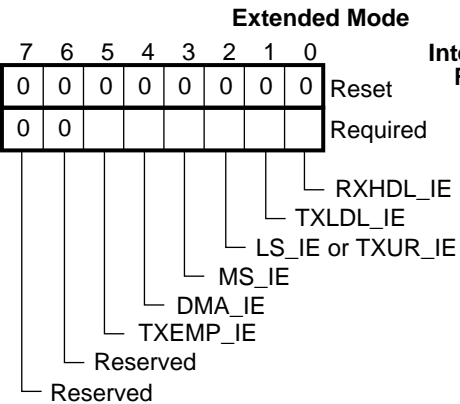 Extended Mode
7 6 5 4 3 2 1 0
0 0 0 0 0 0 0 0 Reset
0 0 Required
RXHDL_IE
TXLDL_IE
LS_IE or TXUR_IE
MS_IE
DMA_IE
TXEMP_IE
Reserved
Reserved